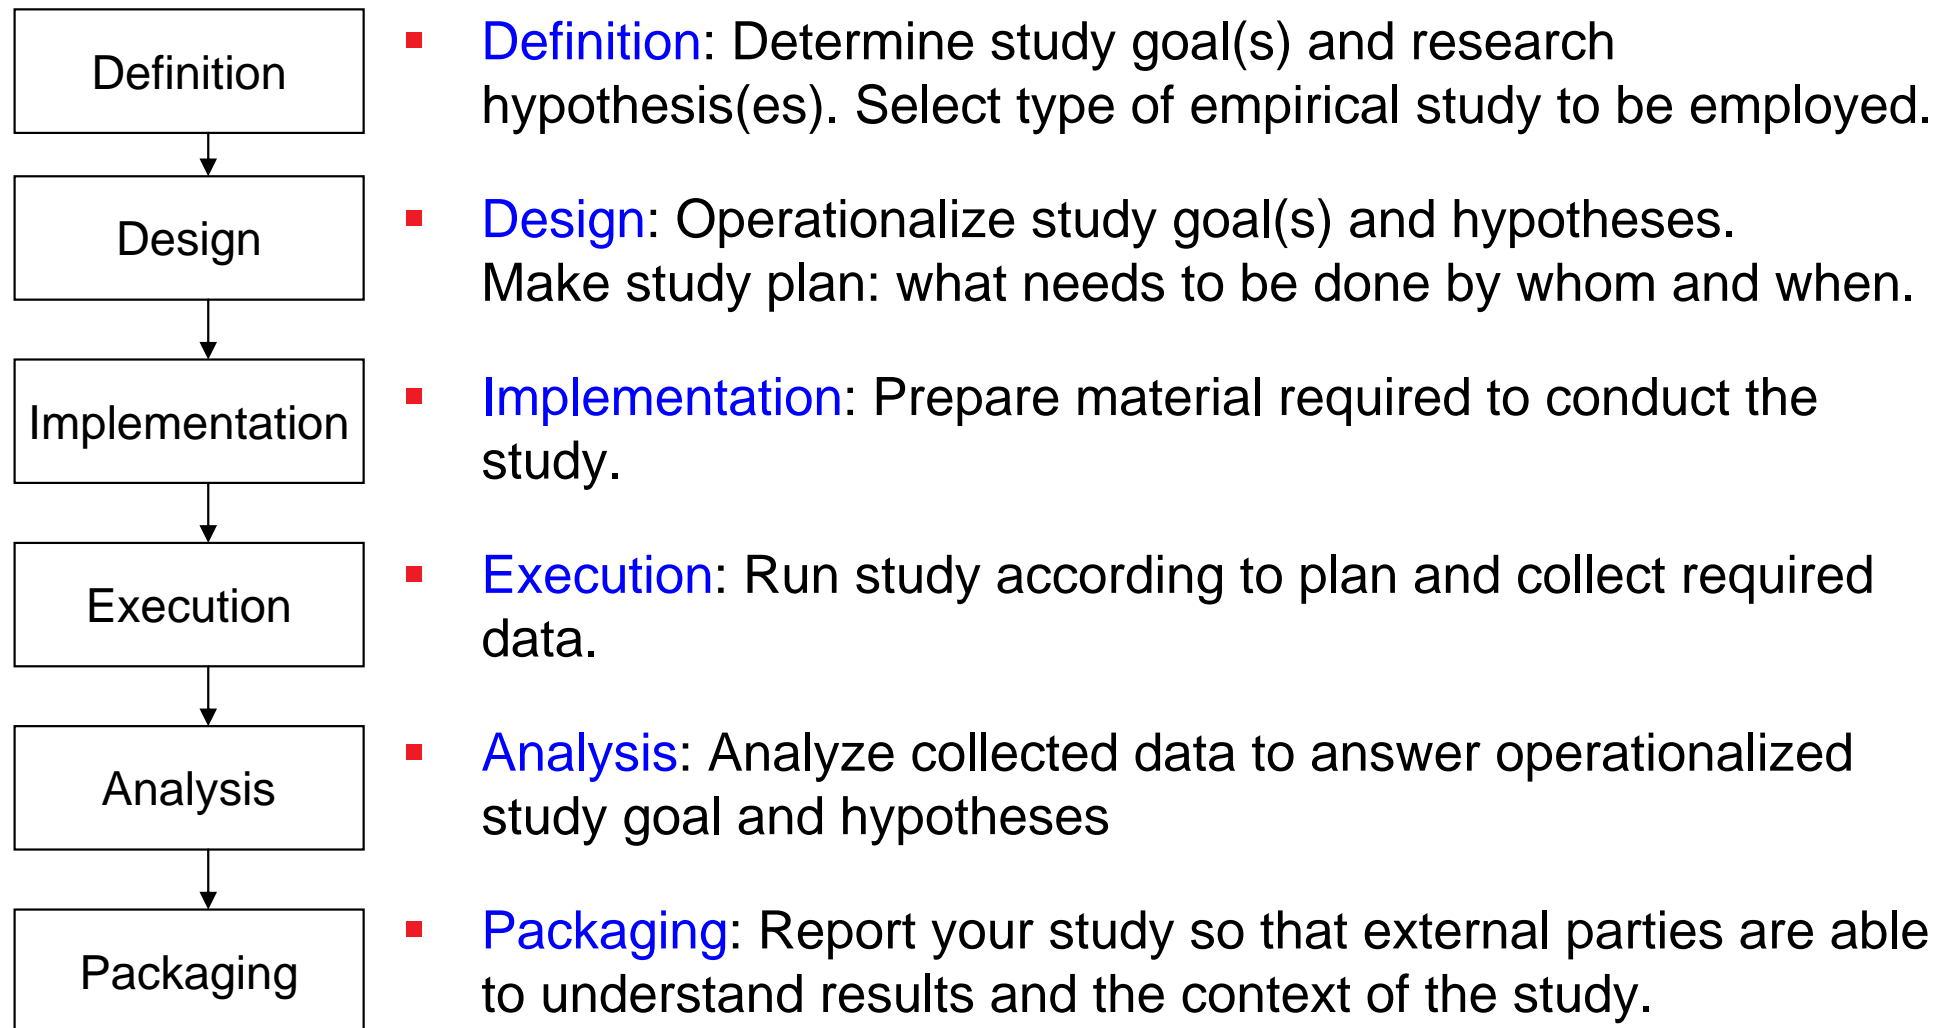 Definition
Definition: Determine study goal(s) and research
hypothesis(es). Select type of empirical study to be employed.
Design
Design: Operationalize study goal(s) and hypotheses.
Make study plan: what needs to be done by whom and when.
Implementation
Implementation: Prepare material required to conduct the
study.
Execution
Execution: Run study according to plan and collect required
data.
Analysis
Analysis: Analyze collected data to answer operationalized
study goal and hypotheses
Packaging
Packaging: Report your study so that external parties are able
to understand results and the context of the study.